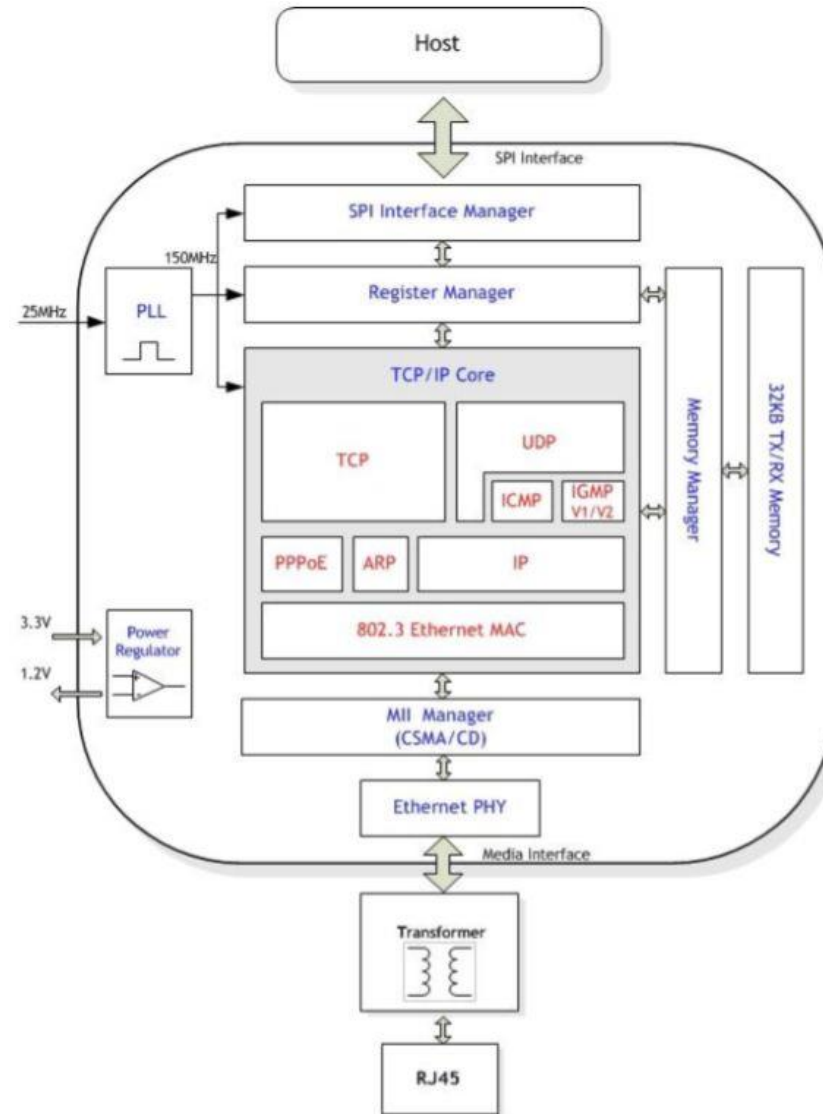 Host
SPI Interface
SPI Interface Manager
150MHz
Register Manager
25MHz
PLL
TCP/IP Core
TCP
UDP
ICMP
IGMP
V1/V2
PPPoE
ARP
IP
802.3 Ethernet MAC
Memory Manager
32KB TX/RX Memory
3.3V
1.2V
Power
Regulator
MII Manager
(CSMA/CD)
Ethernet PHY
Media Interface
Transformer
RJ45